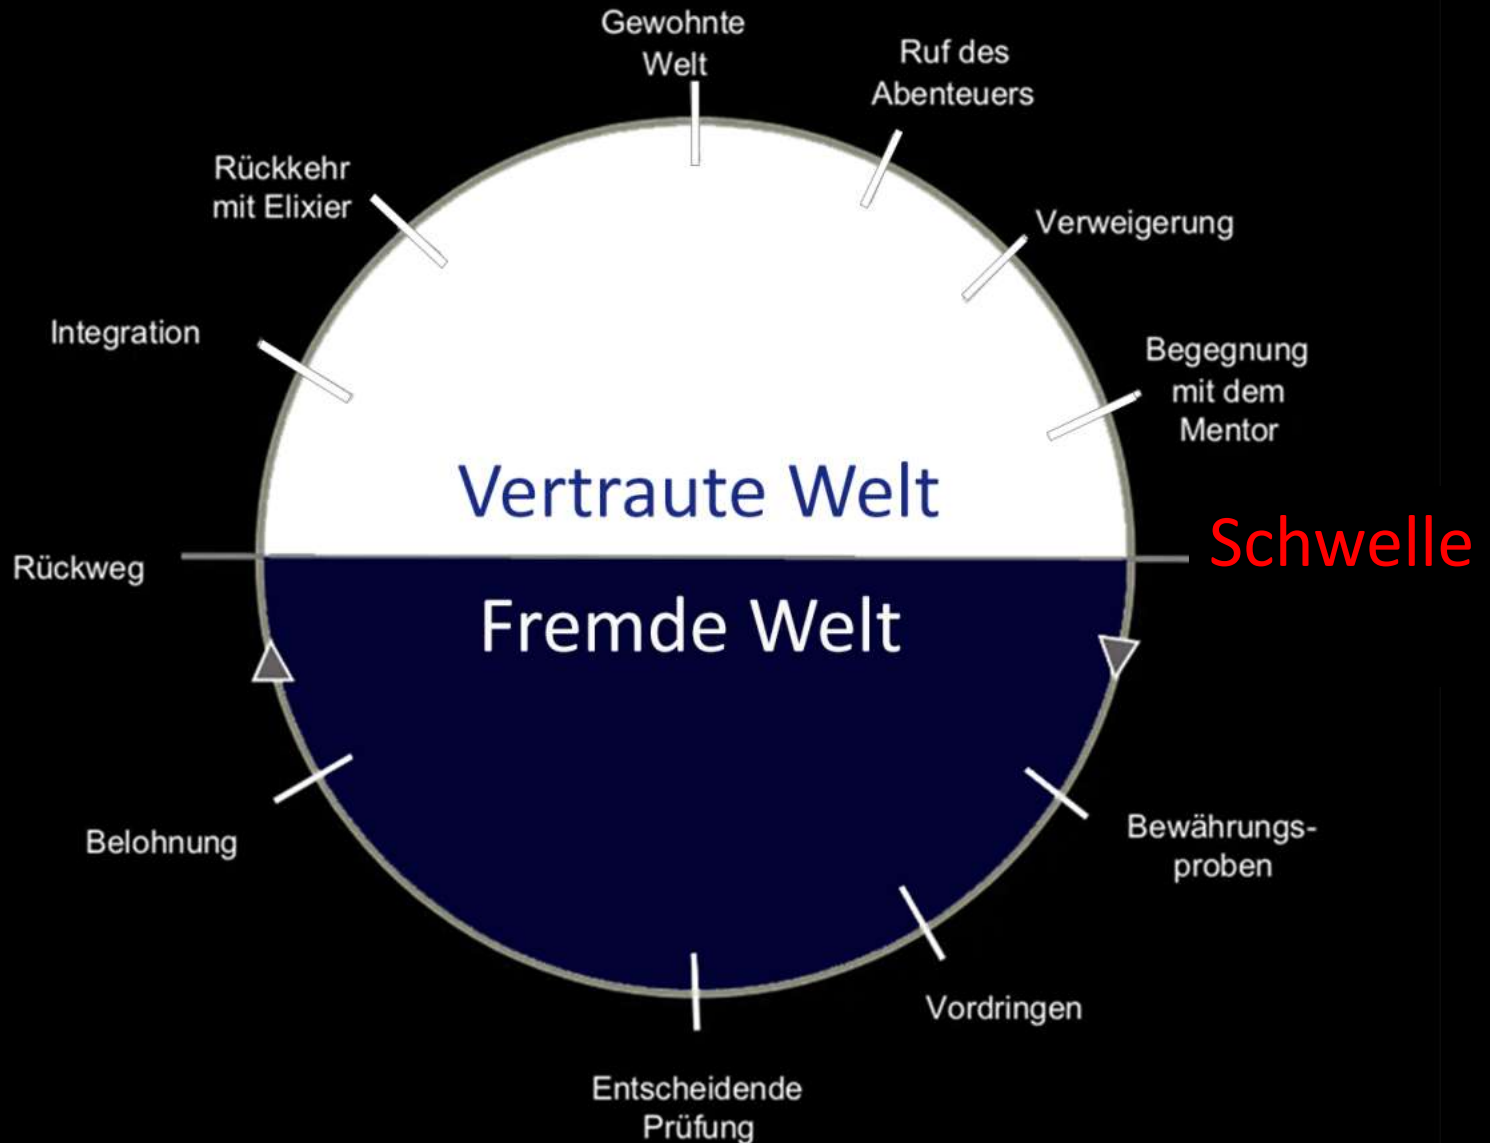 Gewohnte
Welt
Ruf des
Abenteuers
Verweigerung
Begegnung
mit dem
Mentor
Schwelle
Bewährungs-
proben
Vordringen
Entscheidende
Prüfung
Belohnung
Rückweg
Integration
Rückkehr
mit Elixier
Vertraute Welt
Fremde Welt